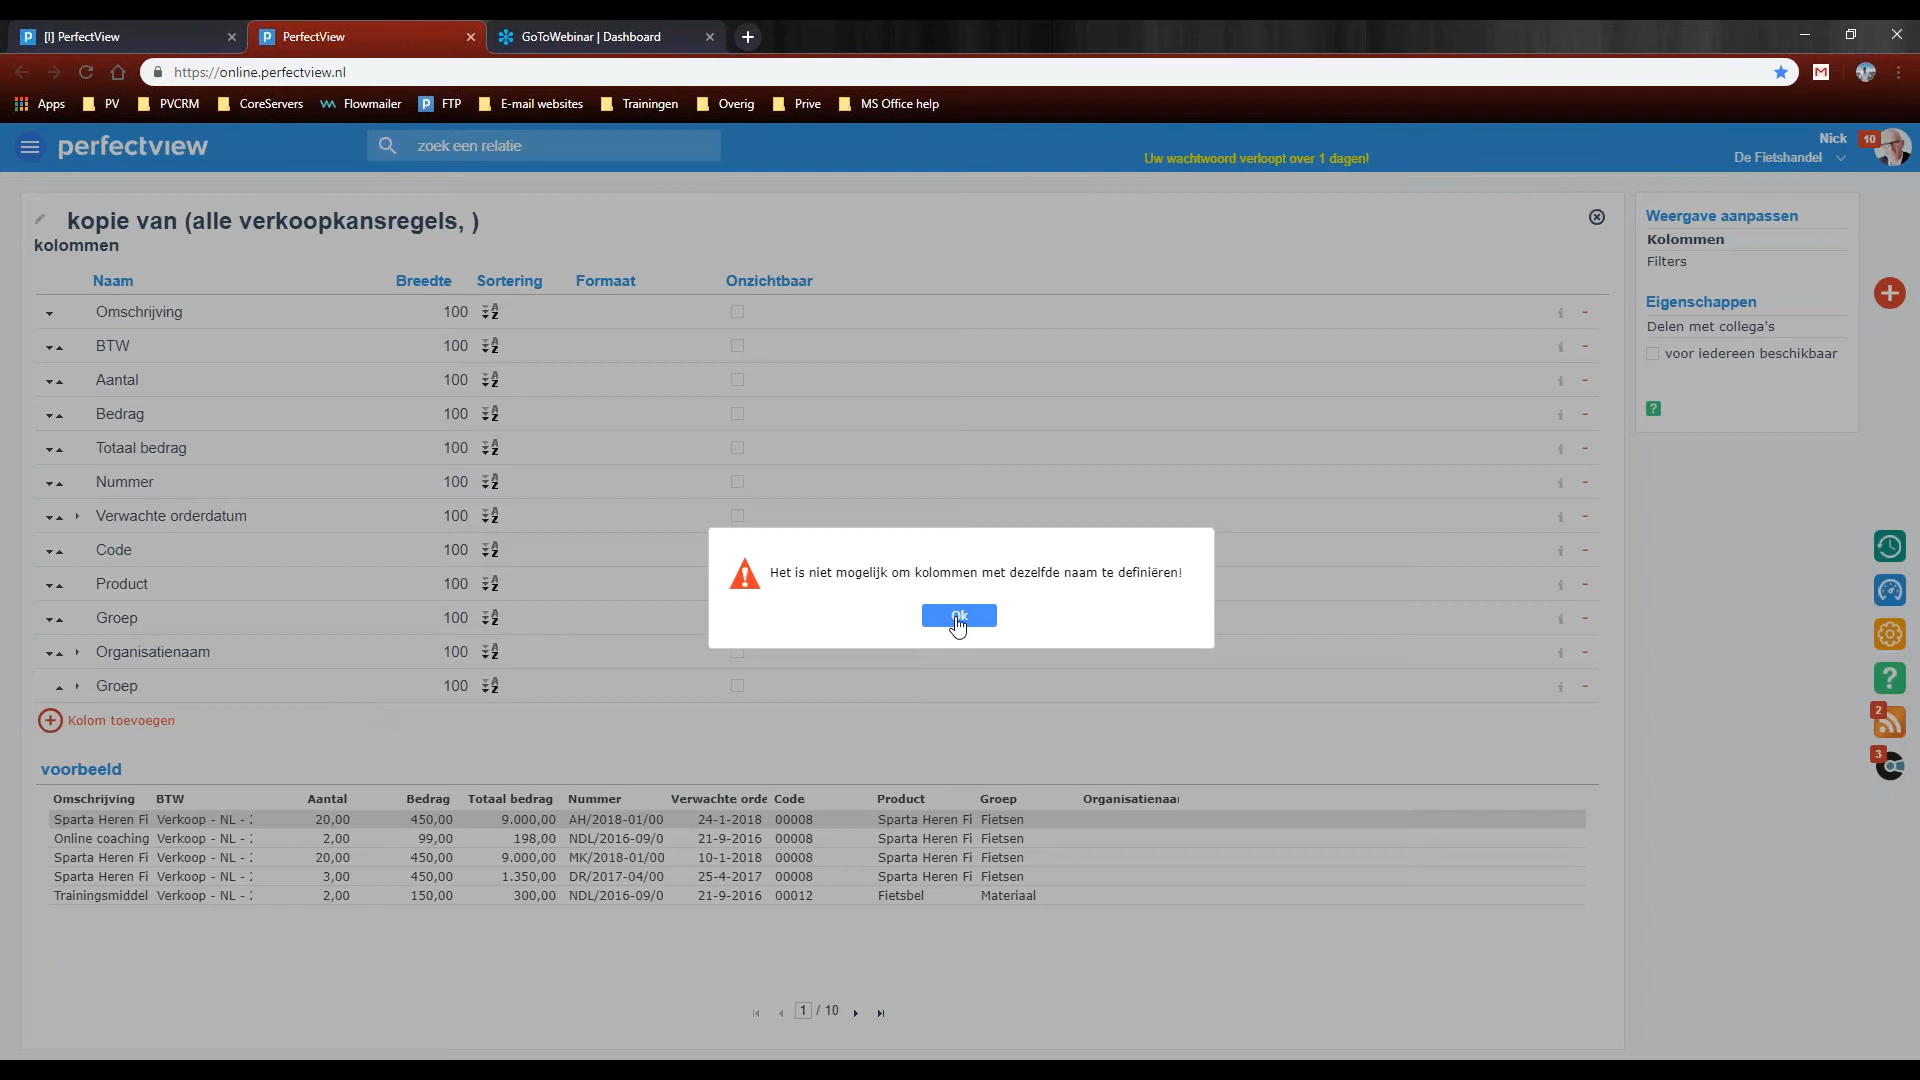 [I] PerfectView
PerfectView
GoToWebinar | Dashboard
https://online.perfectview.nl
Apps PV PVCRM CoreServers Flowmailer FTP E-mail websites Trainingen Overig Prive MS Office help
perfectview
zoek een relatie
Uw wachtwoord verloopt over 1 dagen!
Nick
De Fietshandel
10
kopie van (alle verkoopkansregels, )
kolommen
Naam Breedte Sortering Formaat Onzichtbaar
Omschrijving 100
BTW 100
Aantal 100
Bedrag 100
Totaal bedrag 100
Nummer 100
Verwachte orderdatum 100
Code 100
Product 100
Groep 100
Organisatienaam 100
Groep 100
Kolom toevoegen
Het is niet mogelijk om kolommen met dezelfde naam te definiëren!
Ok
Weergave aanpassen
Kolommen
Filters
Eigenschappen
Delen met collega's
voor iedereen beschikbaar
?
?
2
3
voorbeeld
Omschrijving BTW Aantal Bedrag Totaal bedrag Nummer Verwachte orde Code Product Groep Organisatienaa
Sparta Heren Fi Verkoop - NL - 20,00 450,00 9.000,00 AH/2018-01/00 24-1-2018 00008 Sparta Heren Fi Fietsen
Online coaching Verkoop - NL - 2,00 99,00 198,00 NDL/2016-09/0 21-9-2016 00008 Sparta Heren Fi Fietsen
Sparta Heren Fi Verkoop - NL - 20,00 450,00 9.000,00 MK/2018-01/00 10-1-2018 00008 Sparta Heren Fi Fietsen
Sparta Heren Fi Verkoop - NL - 3,00 450,00 1.350,00 DR/2017-04/00 25-4-2017 00008 Sparta Heren Fi Fietsen
Trainingsmiddel Verkoop - NL - 2,00 150,00 300,00 NDL/2016-09/0 21-9-2016 00012 Fietsbel Materiaal
1 / 10